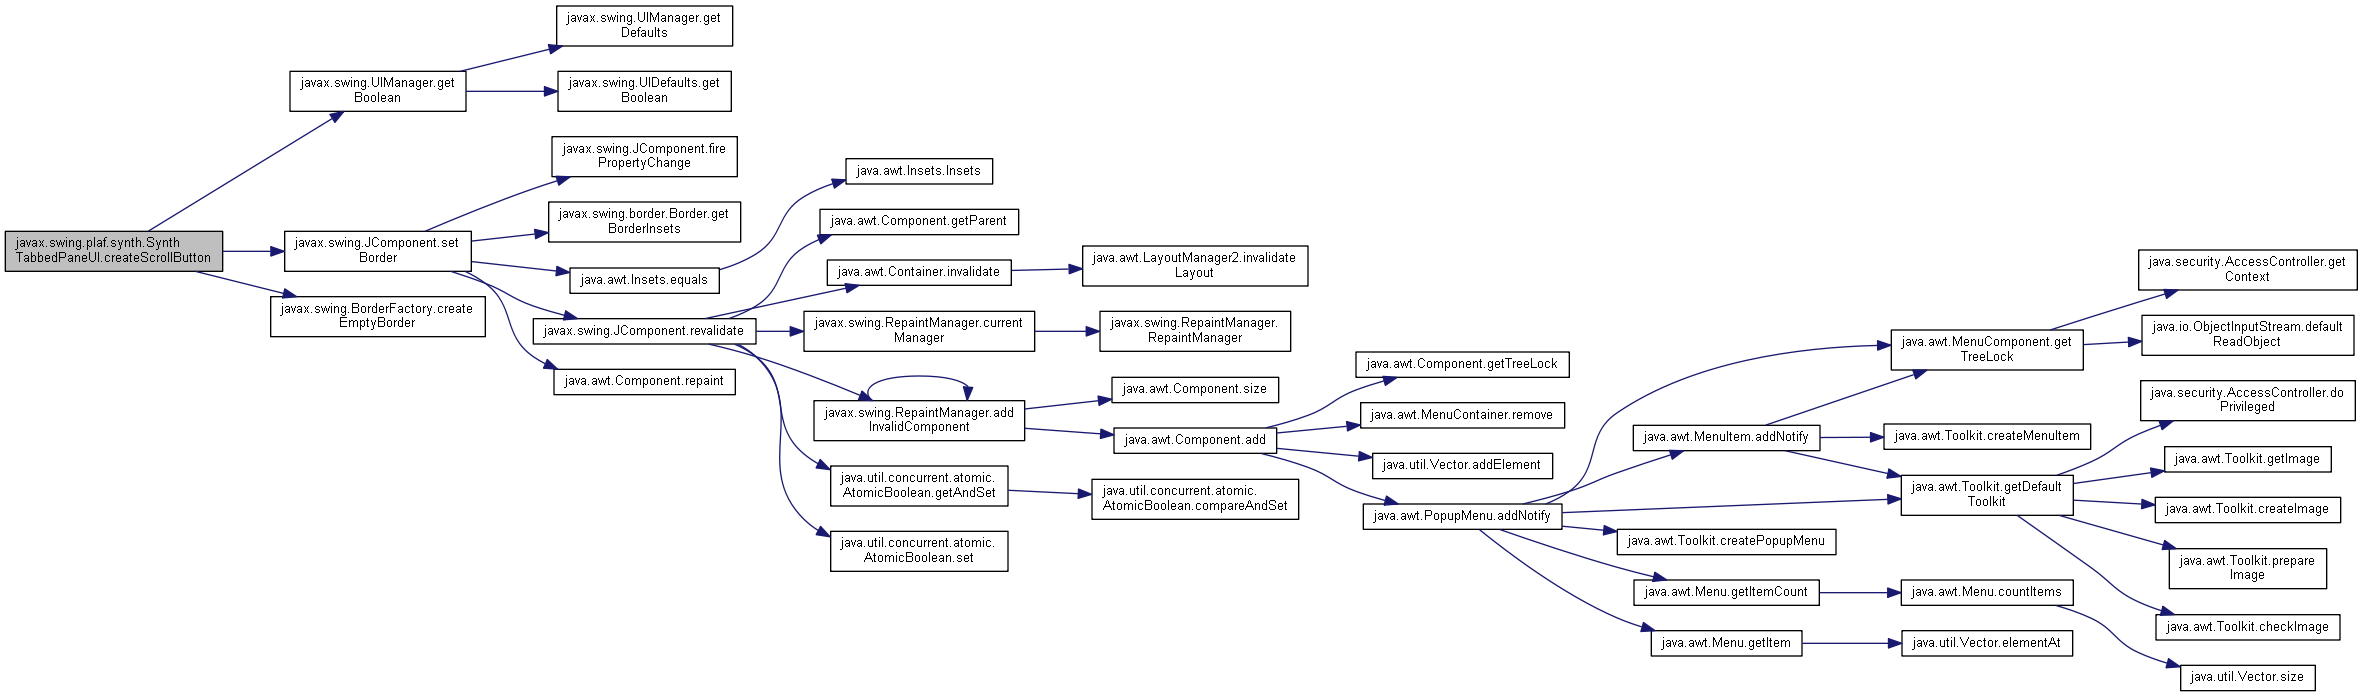 javax.swing.plaf.synth.Synth
TabbedPaneUI.createScrollButton
javax.swing.UIManager.get
Boolean
javax.swing.UIManager.get
Defaults
javax.swing.UIDefaults.get
Boolean
javax.swing.JComponent.set
Border
javax.swing.JComponent.fire
PropertyChange
javax.swing.border.Border.get
BorderInsets
java.awt.Insets.equals
java.awt.Insets.Insets
javax.swing.JComponent.revalidate
java.awt.Component.repaint
javax.swing.BorderFactory.create
EmptyBorder
java.awt.Component.getParent
java.awt.Container.invalidate
java.awt.LayoutManager2.invalidate
Layout
javax.swing.RepaintManager.current
Manager
javax.swing.RepaintManager.
RepaintManager
javax.swing.RepaintManager.add
InvalidComponent
java.awt.Component.size
java.awt.Component.add
java.util.concurrent.atomic.
AtomicBoolean.getAndSet
java.util.concurrent.atomic.
AtomicBoolean.compareAndSet
java.util.concurrent.atomic.
AtomicBoolean.set
java.awt.Component.getTreeLock
java.awt.MenuContainer.remove
java.util.Vector.addElement
java.awt.PopupMenu.addNotify
java.awt.MenuItem.addNotify
java.awt.Toolkit.createPopupMenu
java.awt.Menu.getItemCount
java.awt.Menu.getItem
java.awt.MenuComponent.get
TreeLock
java.awt.Toolkit.createMenuItem
java.awt.Toolkit.getDefault
Toolkit
java.awt.Menu.countItems
java.util.Vector.elementAt
java.security.AccessController.get
Context
java.io.ObjectInputStream.default
ReadObject
java.security.AccessController.do
Privileged
java.awt.Toolkit.getImage
java.awt.Toolkit.createImage
java.awt.Toolkit.prepare
Image
java.awt.Toolkit.checkImage
java.util.Vector.size